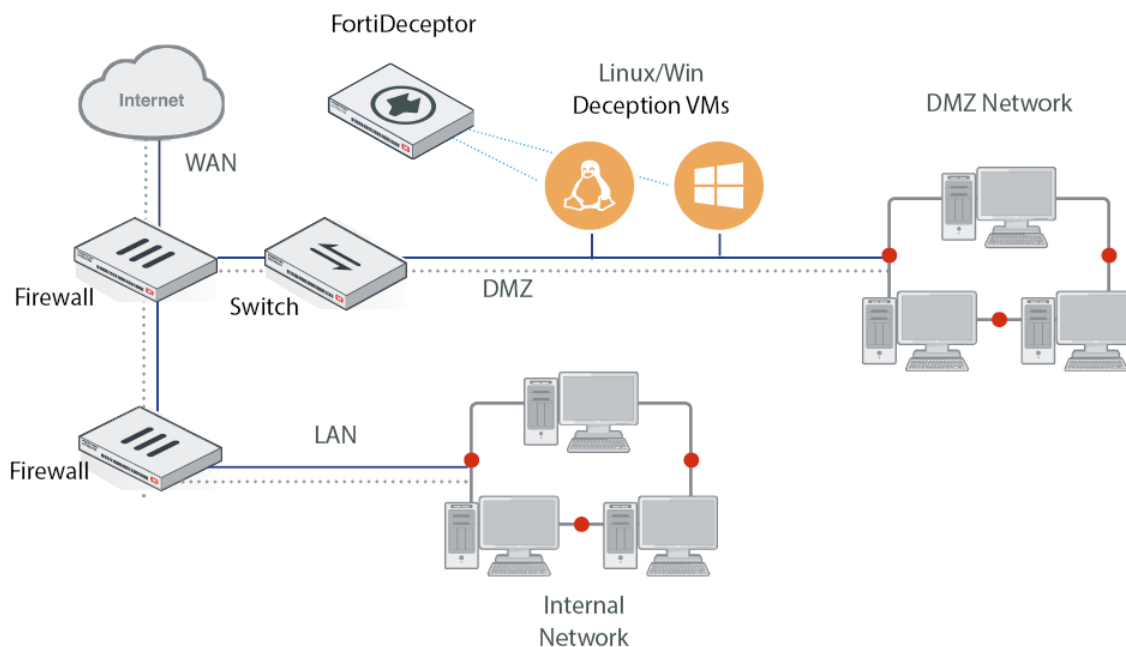 FortiDeceptor
Internet
Linux/Win
Deception VMs
DMZ Network
WAN
Firewall
Switch
DMZ
LAN
Firewall
Internal
Network